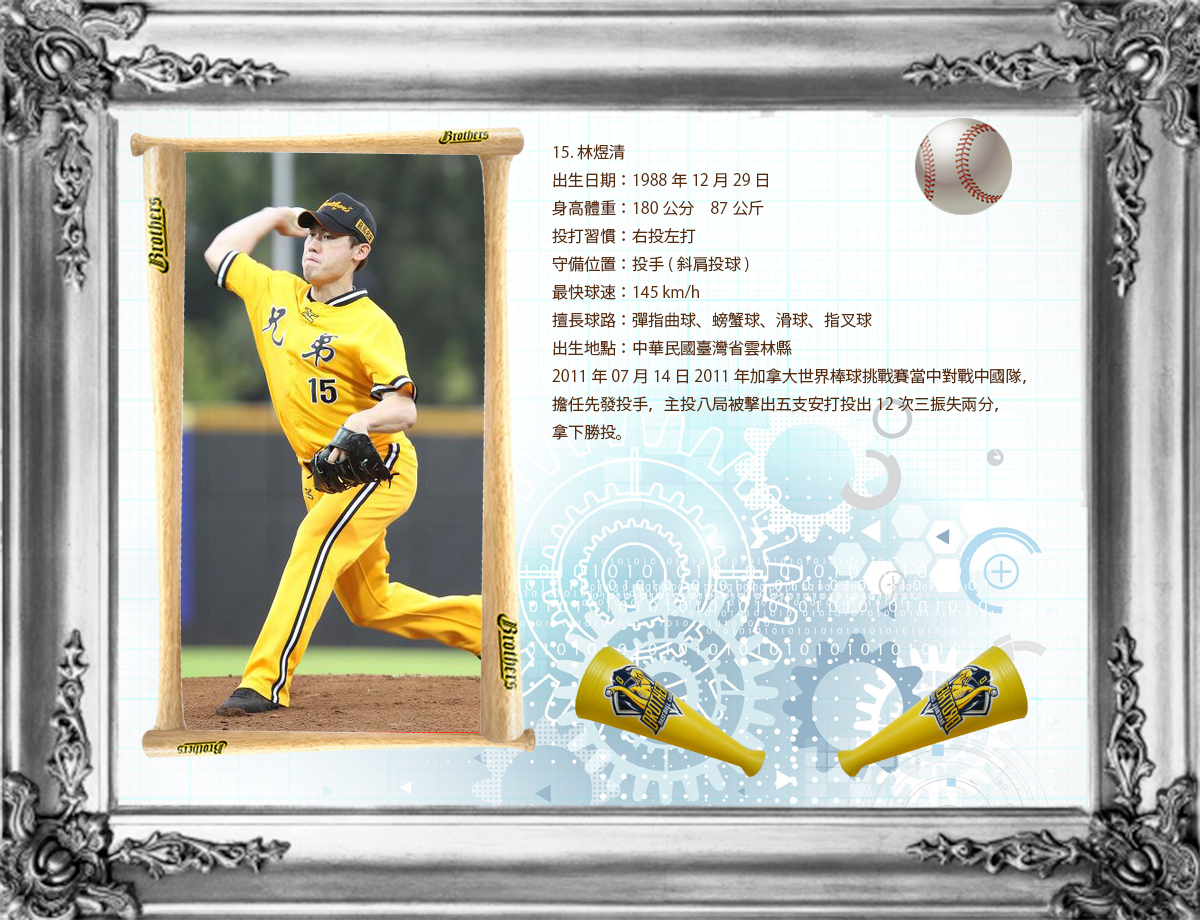 Brothers
Brothers
兄弟
15
Brothers
Brothers
15. 林煜清
出生日期：1988 年 12 月 29 日
身高體重：180 公分　87 公斤
投打習慣：右投左打
守備位置：投手 ( 斜肩投球 )
最快球速：145 km/h
擅長球路：彈指曲球、螃蟹球、滑球、指叉球
出生地點：中華民國臺灣省雲林縣
2011 年 07 月 14 日 2011 年加拿大世界棒球挑戰賽當中對戰中國隊，
擔任先發投手，主投八局被擊出五支安打投出 12 次三振失兩分，
拿下勝投。